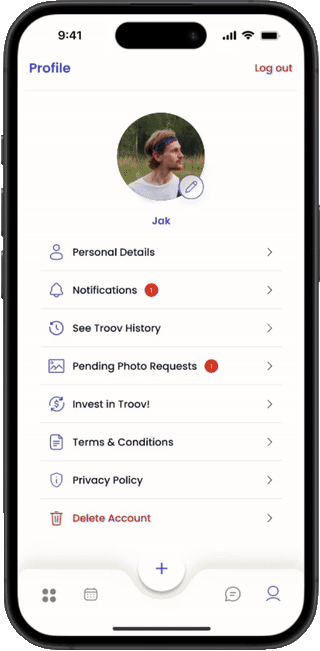 9:41
Profile
Log out
Jak
Personal Details
Notifications 1
See Troov History
Pending Photo Requests 1
Invest in Troov!
Terms & Conditions
Privacy Policy
Delete Account